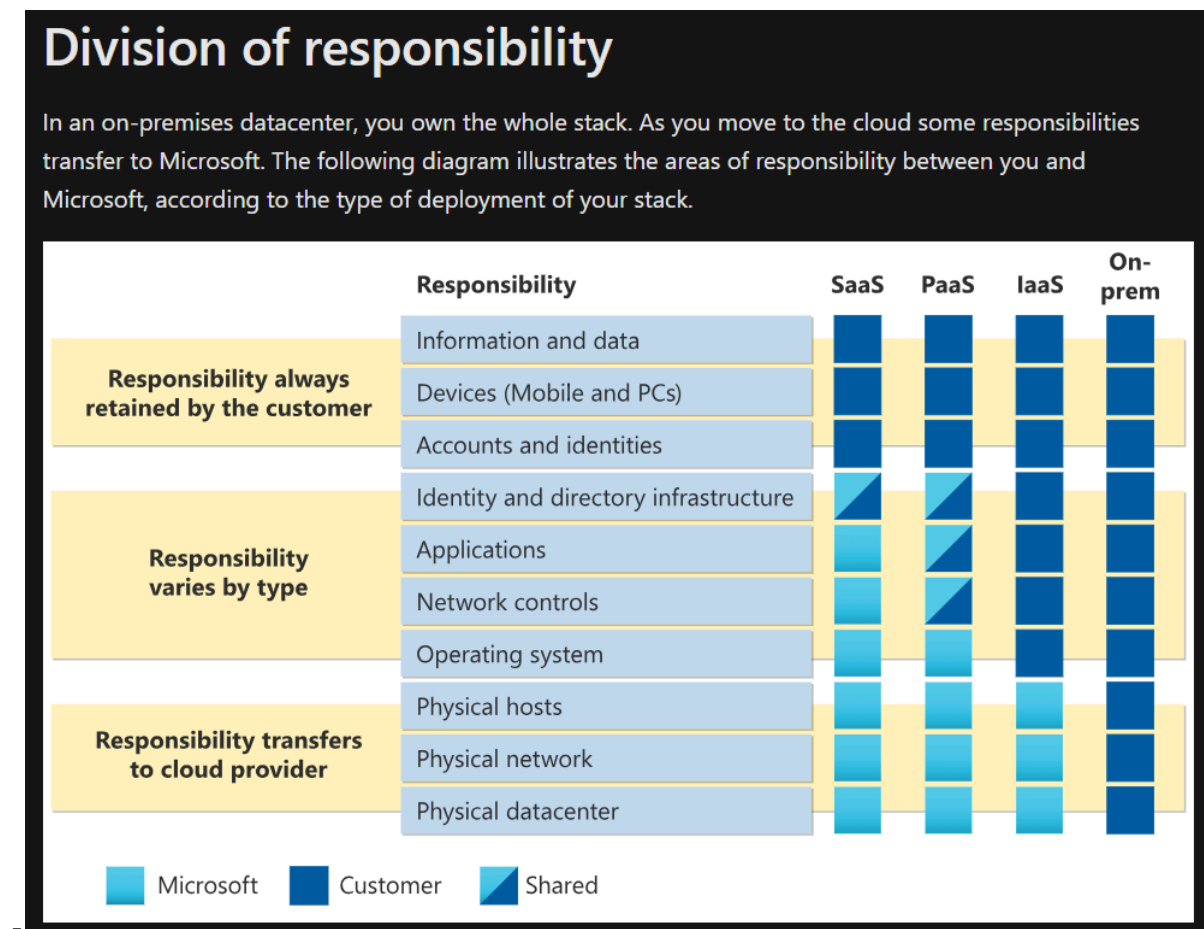 Division of responsibility
In an on-premises datacenter, you own the whole stack. As you move to the cloud some responsibilities
transfer to Microsoft. The following diagram illustrates the areas of responsibility between you and
Microsoft, according to the type of deployment of your stack.
Responsibility SaaS PaaS IaaS On-
prem
Responsibility always
retained by the customer
Information and data
Devices (Mobile and PCs)
Accounts and identities
Responsibility
varies by type
Identity and directory infrastructure
Applications
Network controls
Operating system
Responsibility transfers
to cloud provider
Physical hosts
Physical network
Physical datacenter
Microsoft Customer Shared